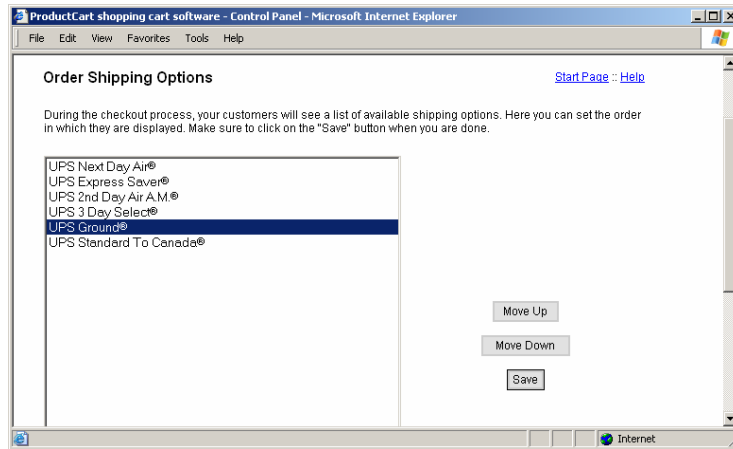 ProductCart shopping cart software - Control Panel - Microsoft Internet Explorer
File Edit View Favorites Tools Help
Order Shipping Options
Start Page :: Help
During the checkout process, your customers will see a list of available shipping options. Here you can set the order
in which they are displayed. Make sure to click on the "Save" button when you are done.
UPS Next Day Air®
UPS Express Saver®
UPS 2nd Day Air A.M.®
UPS 3 Day Select®
UPS Ground®
UPS Standard To Canada®
Move Up
Move Down
Save
Internet